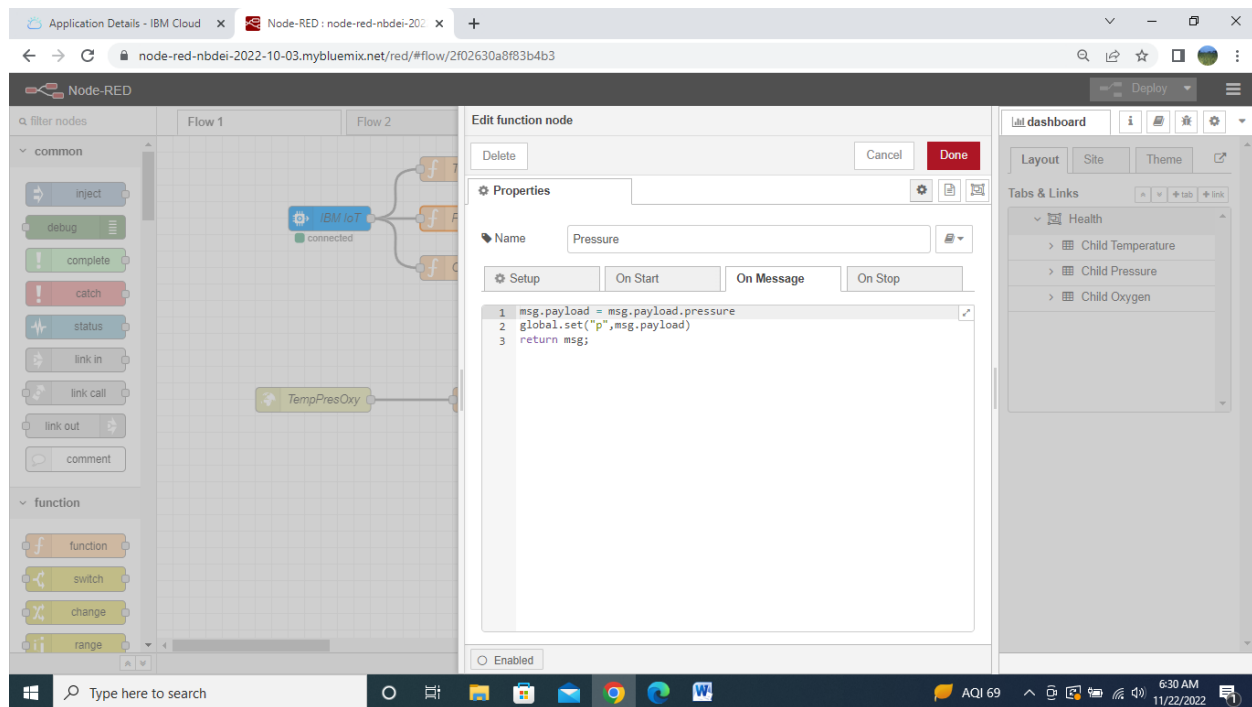 Application Details - IBM Cloud
Node-RED : node-red-nbdei-202
node-red-nbdei-2022-10-03.mybluemix.net/red/#flow/2f02630a8f83b4b3
Node-RED
Deploy
filter nodes
Flow 1
Flow 2
Edit function node
dashboard
i
common
Delete
Cancel
Done
Layout
Site
Theme
inject
Properties
Tabs & Links
tab
link
IBM IoT
connected
Health
debug
Name
Pressure
Child Temperature
complete
Child Pressure
catch
Setup
On Start
On Message
On Stop
Child Oxygen
status
1 msg.payload = msg.payload.pressure
2 global.set("p",msg.payload)
3 return msg;
link in
link call
TempPresOxy
link out
comment
function
function
switch
change
range
Enabled
Type here to search
AQI 69
6:30 AM
11/22/2022
1